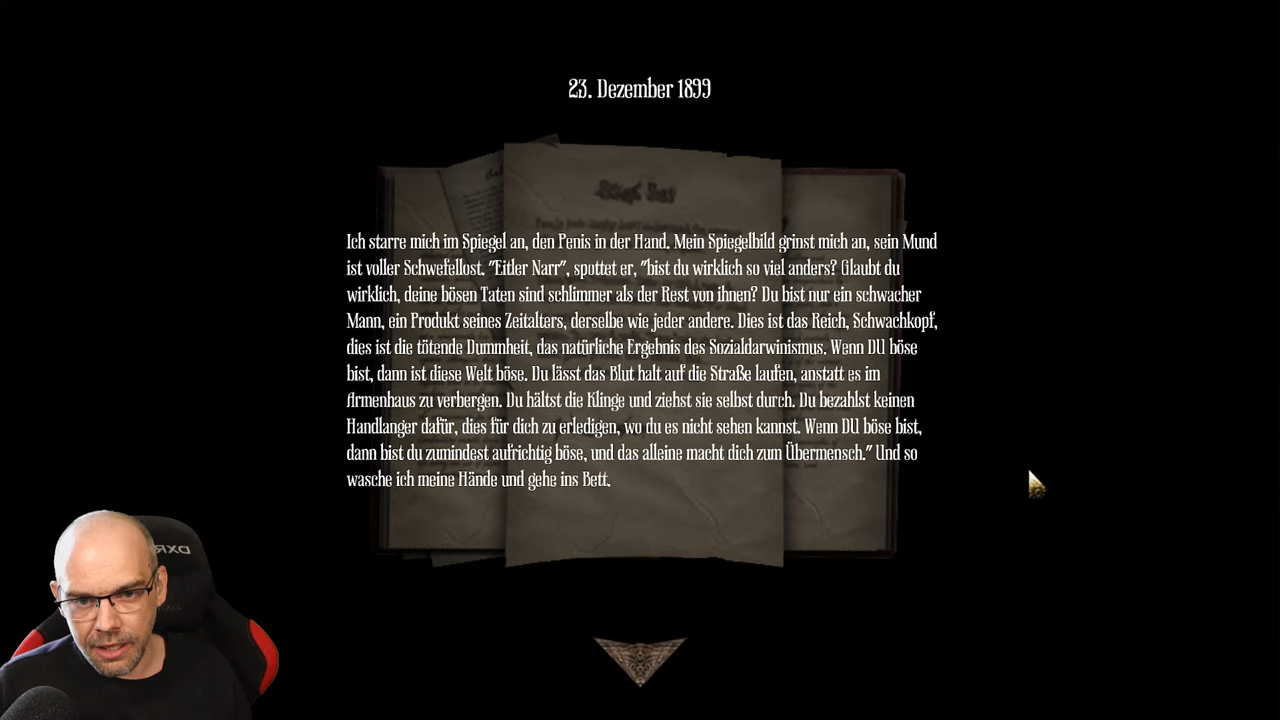 23. Dezember 1899
Ich starre mich im Spiegel an, den Penis in der Hand. Mein Spiegelbild grinst mich an, sein Mund
ist voller Schwefellost. "Eitler Narr", spottet er, "bist du wirklich so viel anders? Glaubt du
wirklich, deine bösen Taten sind schlimmer als der Rest von ihnen? Du bist nur ein schwacher
Mann, ein Produkt seines Zeitalters, derselbe wie jeder andere. Dies ist das Reich, Schwachkopf,
dies ist die tötende Dummheit, das natürliche Ergebnis des Sozialdarwinismus. Wenn DU böse
bist, dann ist diese Welt böse. Du lässt das Blut halt auf die Straße laufen, anstatt es im
Armenhaus zu verbergen. Du hältst die Klinge und ziehst sie selbst durch. Du bezahlst keinen
Handlanger dafür, dies für dich zu erledigen, wo du es nicht sehen kannst. Wenn DU böse bist,
dann bist du zumindest aufrichtig böse, und das alleine macht dich zum Übermensch." Und so
wasche ich meine Hände und gehe ins Bett.